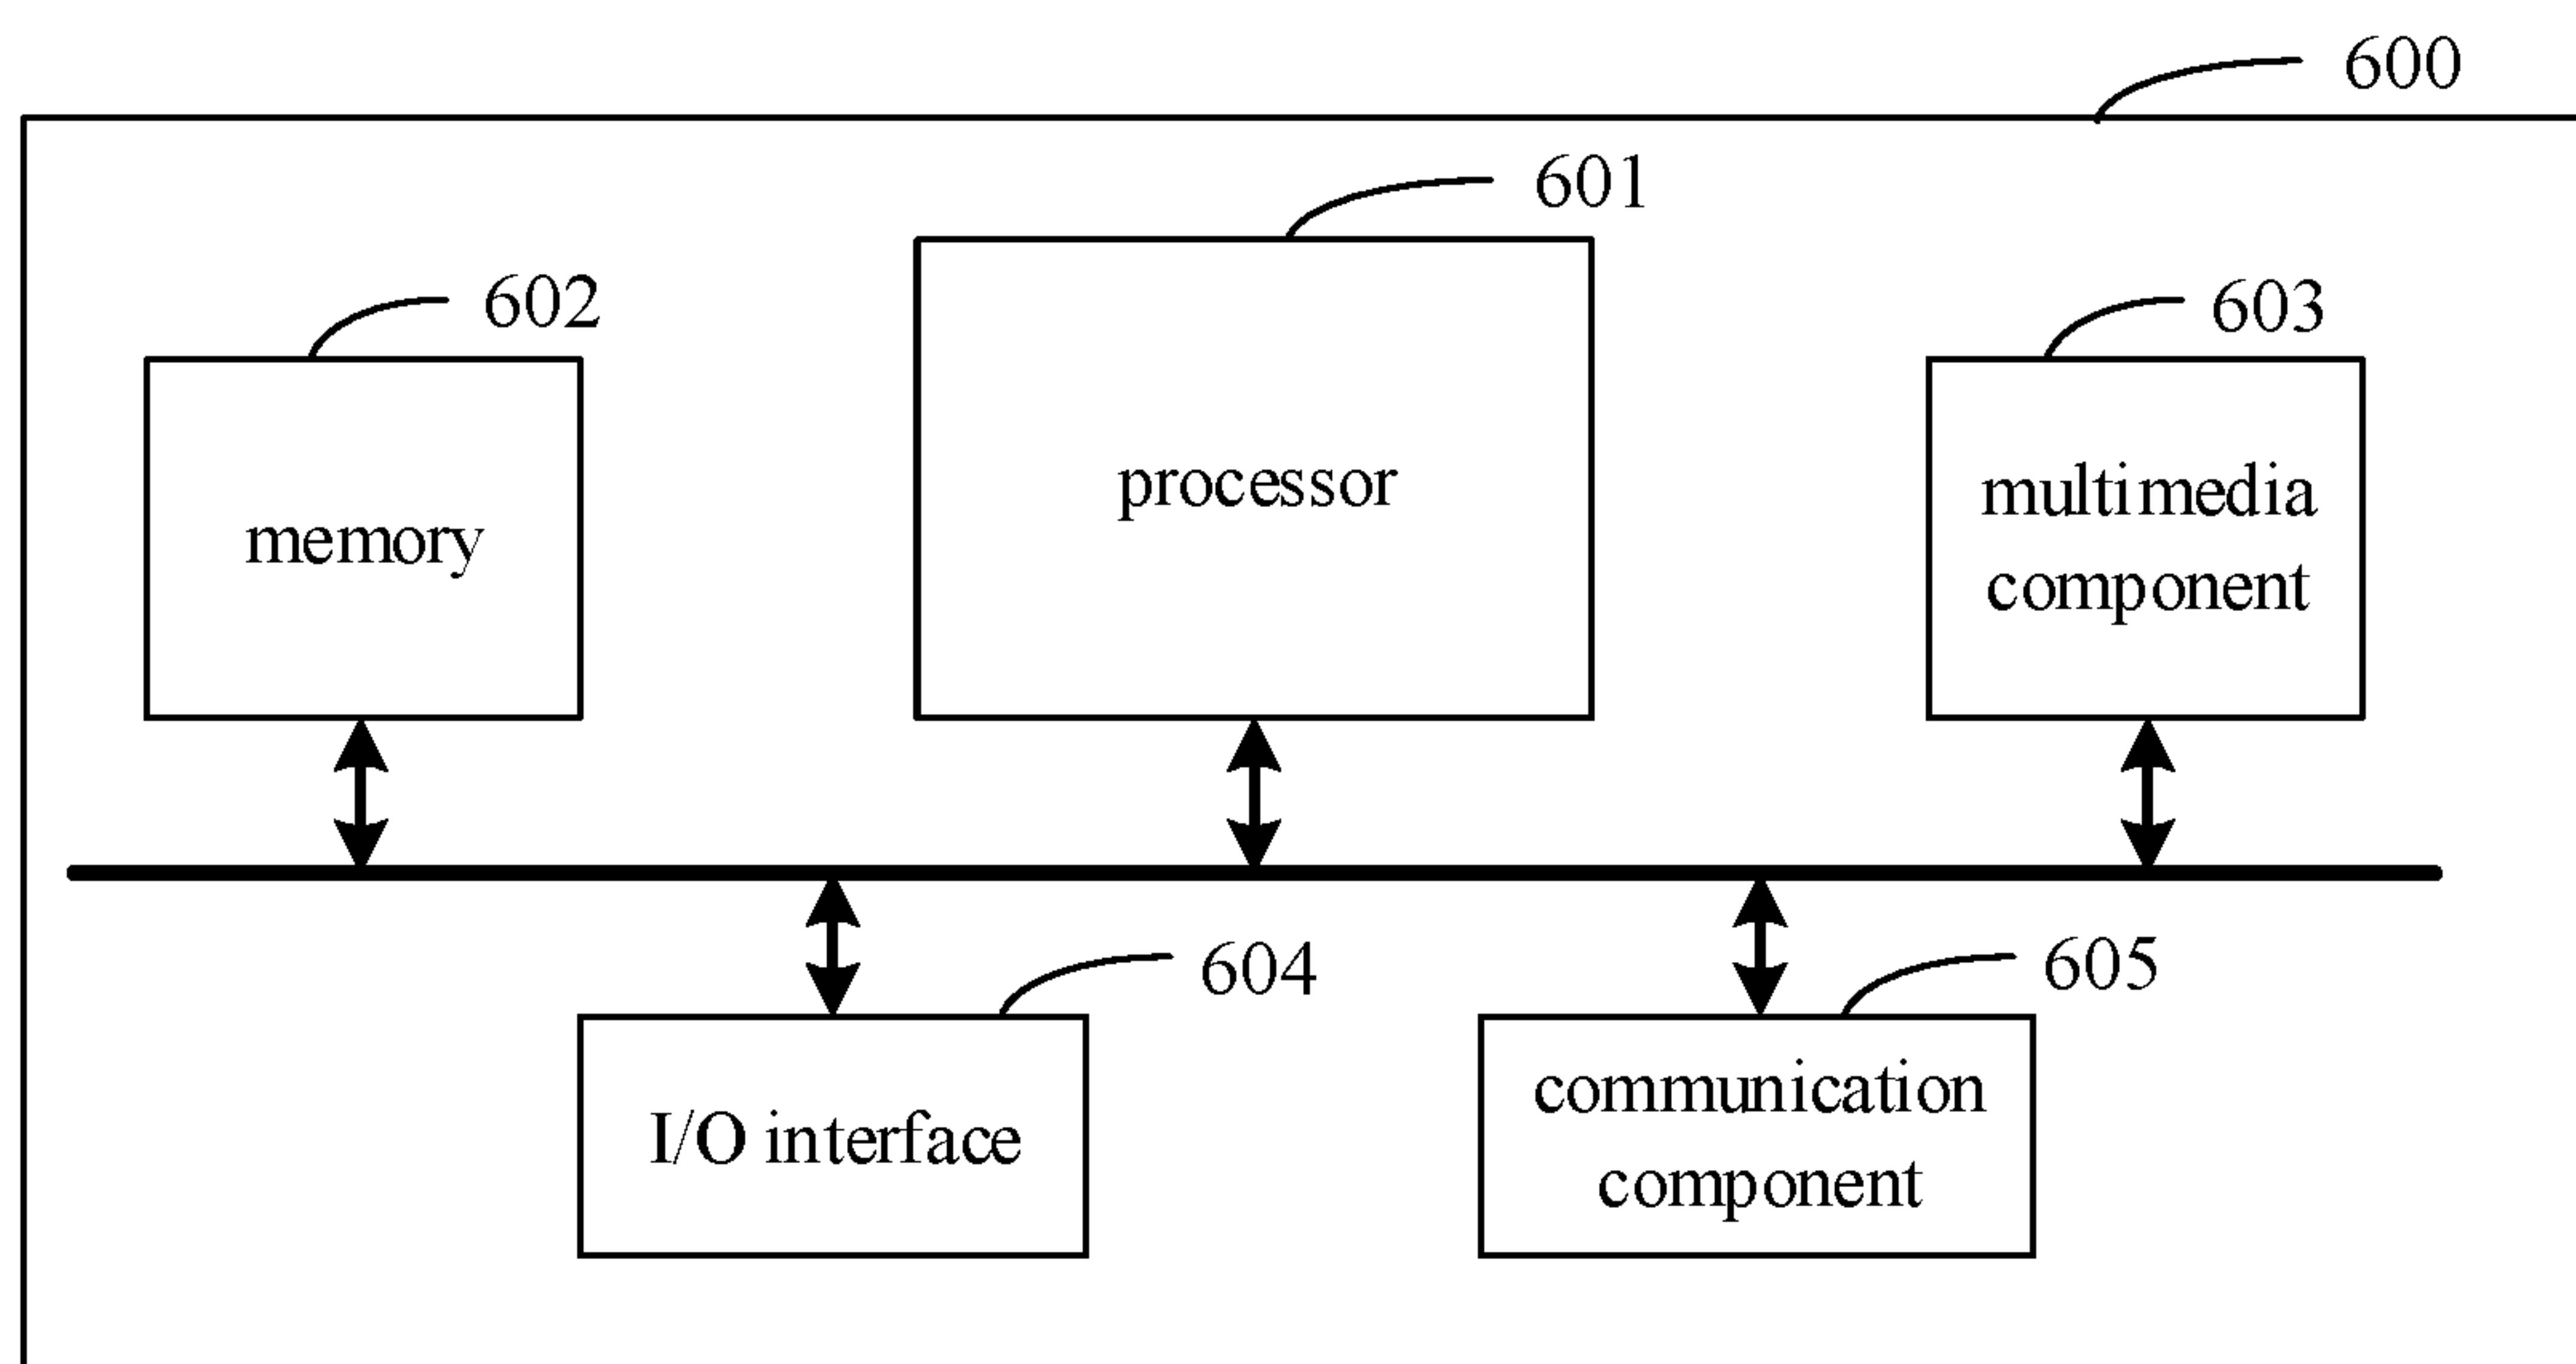 600
601
602
603
processor
memory
multimedia
component
604
605
I/O interface
communication
component